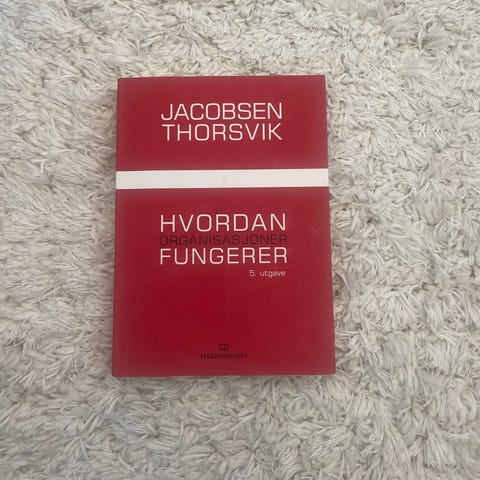 JACOBSEN
THORSVIK
HVORDAN
ORGANISASJONER
FUNGERER
5. utgave
FAGBOKFORLAGET